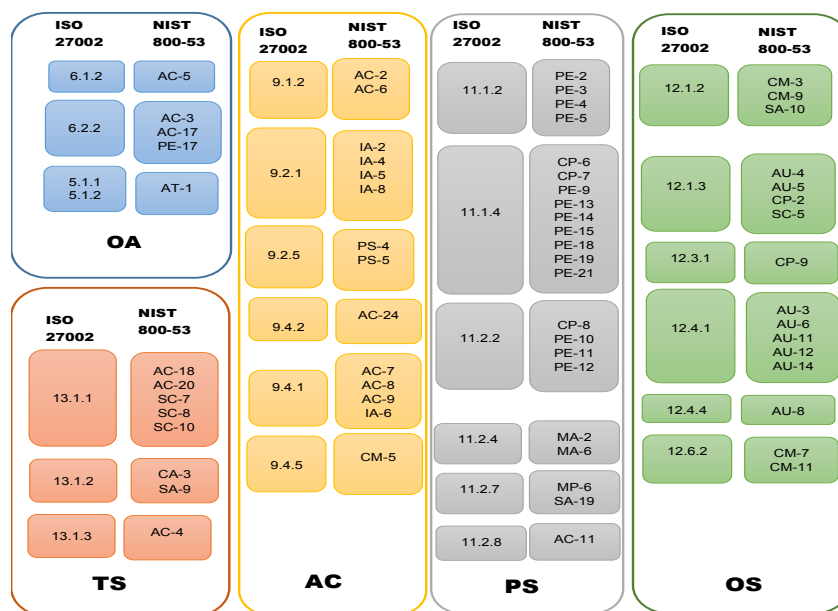 ISO
27002
NIST
800-53
6.1.2
AC-5
6.2.2
AC-3
AC-17
PE-17
5.1.1
5.1.2
AT-1
OA
ISO
27002
NIST
800-53
13.1.1
AC-18
AC-20
SC-7
SC-8
SC-10
13.1.2
CA-3
SA-9
13.1.3
AC-4
TS
ISO
27002
NIST
800-53
9.1.2
AC-2
AC-6
9.2.1
IA-2
IA-4
IA-5
IA-8
9.2.5
PS-4
PS-5
9.4.2
AC-24
9.4.1
AC-7
AC-8
AC-9
IA-6
9.4.5
CM-5
AC
ISO
27002
NIST
800-53
11.1.2
PE-2
PE-3
PE-4
PE-5
11.1.4
CP-6
CP-7
PE-9
PE-13
PE-14
PE-15
PE-18
PE-19
PE-21
11.2.2
CP-8
PE-10
PE-11
PE-12
11.2.4
MA-2
MA-6
11.2.7
MP-6
SA-19
11.2.8
AC-11
PS
ISO
27002
NIST
800-53
12.1.2
CM-3
CM-9
SA-10
12.1.3
AU-4
AU-5
CP-2
SC-5
12.3.1
CP-9
12.4.1
AU-3
AU-6
AU-11
AU-12
AU-14
12.4.4
AU-8
12.6.2
CM-7
CM-11
OS